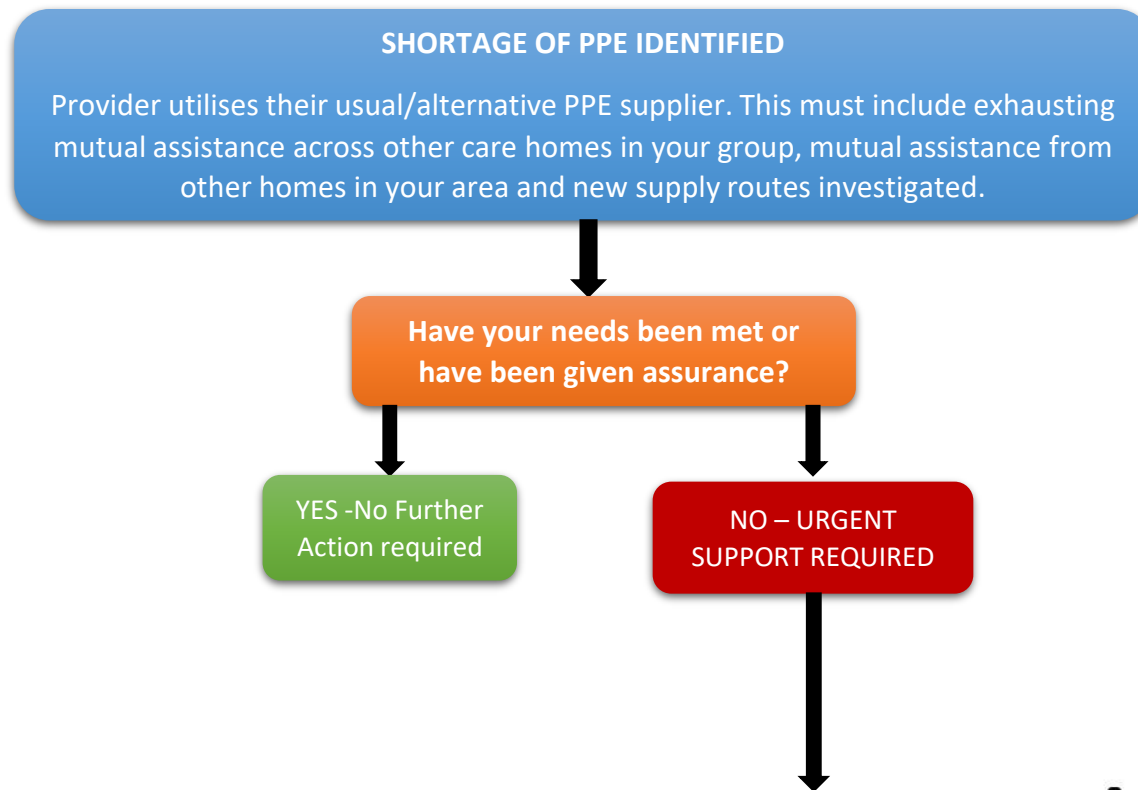 SHORTAGE OF PPE IDENTIFIED
Provider utilises their usual/alternative PPE supplier. This must include exhausting
mutual assistance across other care homes in your group, mutual assistance from
other homes in your area and new supply routes investigated.
Have your needs been met or
have been given assurance?
YES -No Further
Action required
NO – URGENT
SUPPORT REQUIRED